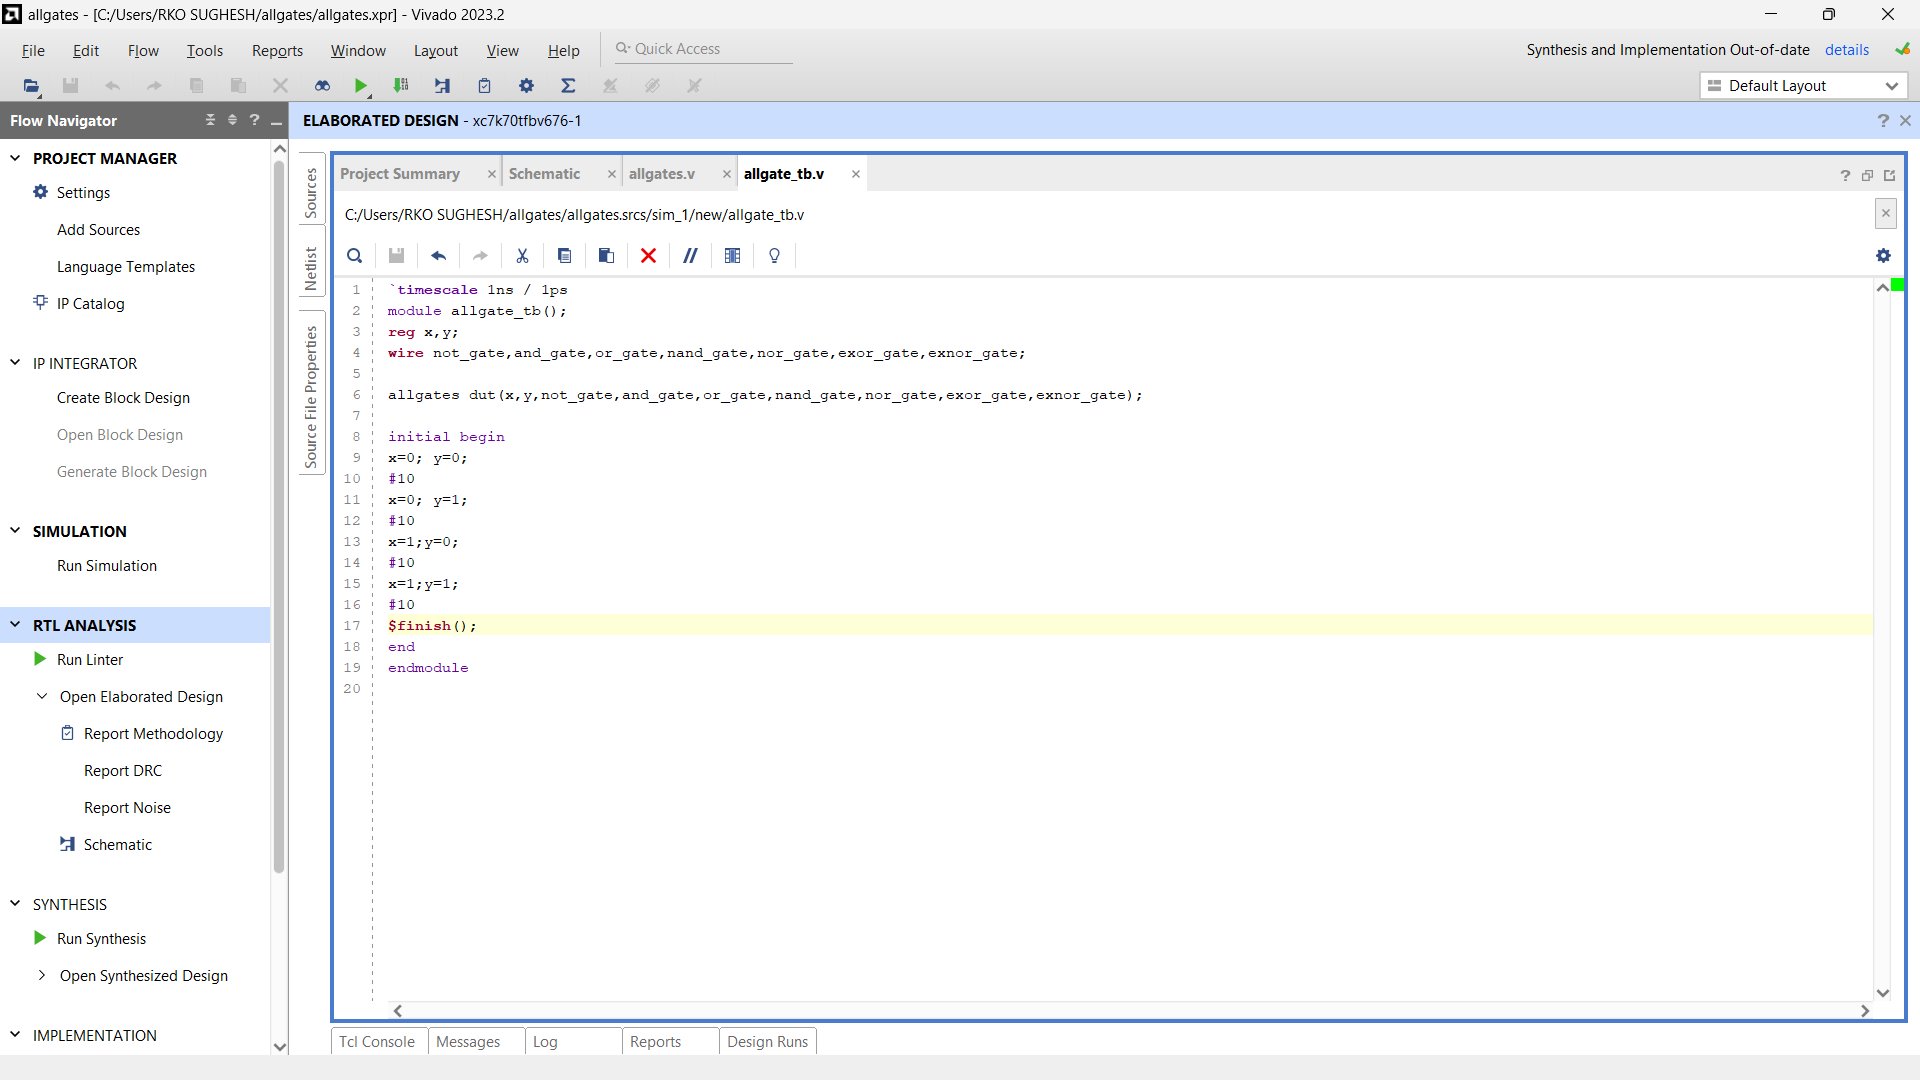 allgates - [C:/Users/RKO SUGHESH/allgates/allgates.xpr] - Vivado 2023.2
File Edit Flow Tools Reports Window Layout View Help Quick Access
Synthesis and Implementation Out-of-date details
Default Layout
Flow Navigator
ELABORATED DESIGN - xc7k70tfbv676-1
PROJECT MANAGER
Settings
Add Sources
Language Templates
IP Catalog
IP INTEGRATOR
Create Block Design
Open Block Design
Generate Block Design
SIMULATION
Run Simulation
RTL ANALYSIS
Run Linter
Open Elaborated Design
Report Methodology
Report DRC
Report Noise
Schematic
SYNTHESIS
Run Synthesis
Open Synthesized Design
IMPLEMENTATION
Sources
Netlist
Source File Properties
Project Summary Schematic allgates.v allgate_tb.v
C:/Users/RKO SUGHESH/allgates/allgates.srcs/sim_1/new/allgate_tb.v
1 `timescale 1ns / 1ps
2 module allgate_tb();
3 reg x,y;
4 wire not_gate,and_gate,or_gate,nand_gate,nor_gate,exor_gate,exnor_gate;
5
6 allgates dut(x,y,not_gate,and_gate,or_gate,nand_gate,nor_gate,exor_gate,exnor_gate);
7
8 initial begin
9 x=0; y=0;
10 #10
11 x=0; y=1;
12 #10
13 x=1;y=0;
14 #10
15 x=1;y=1;
16 #10
17 $finish();
18 end
19 endmodule
20
Tcl Console Messages Log Reports Design Runs